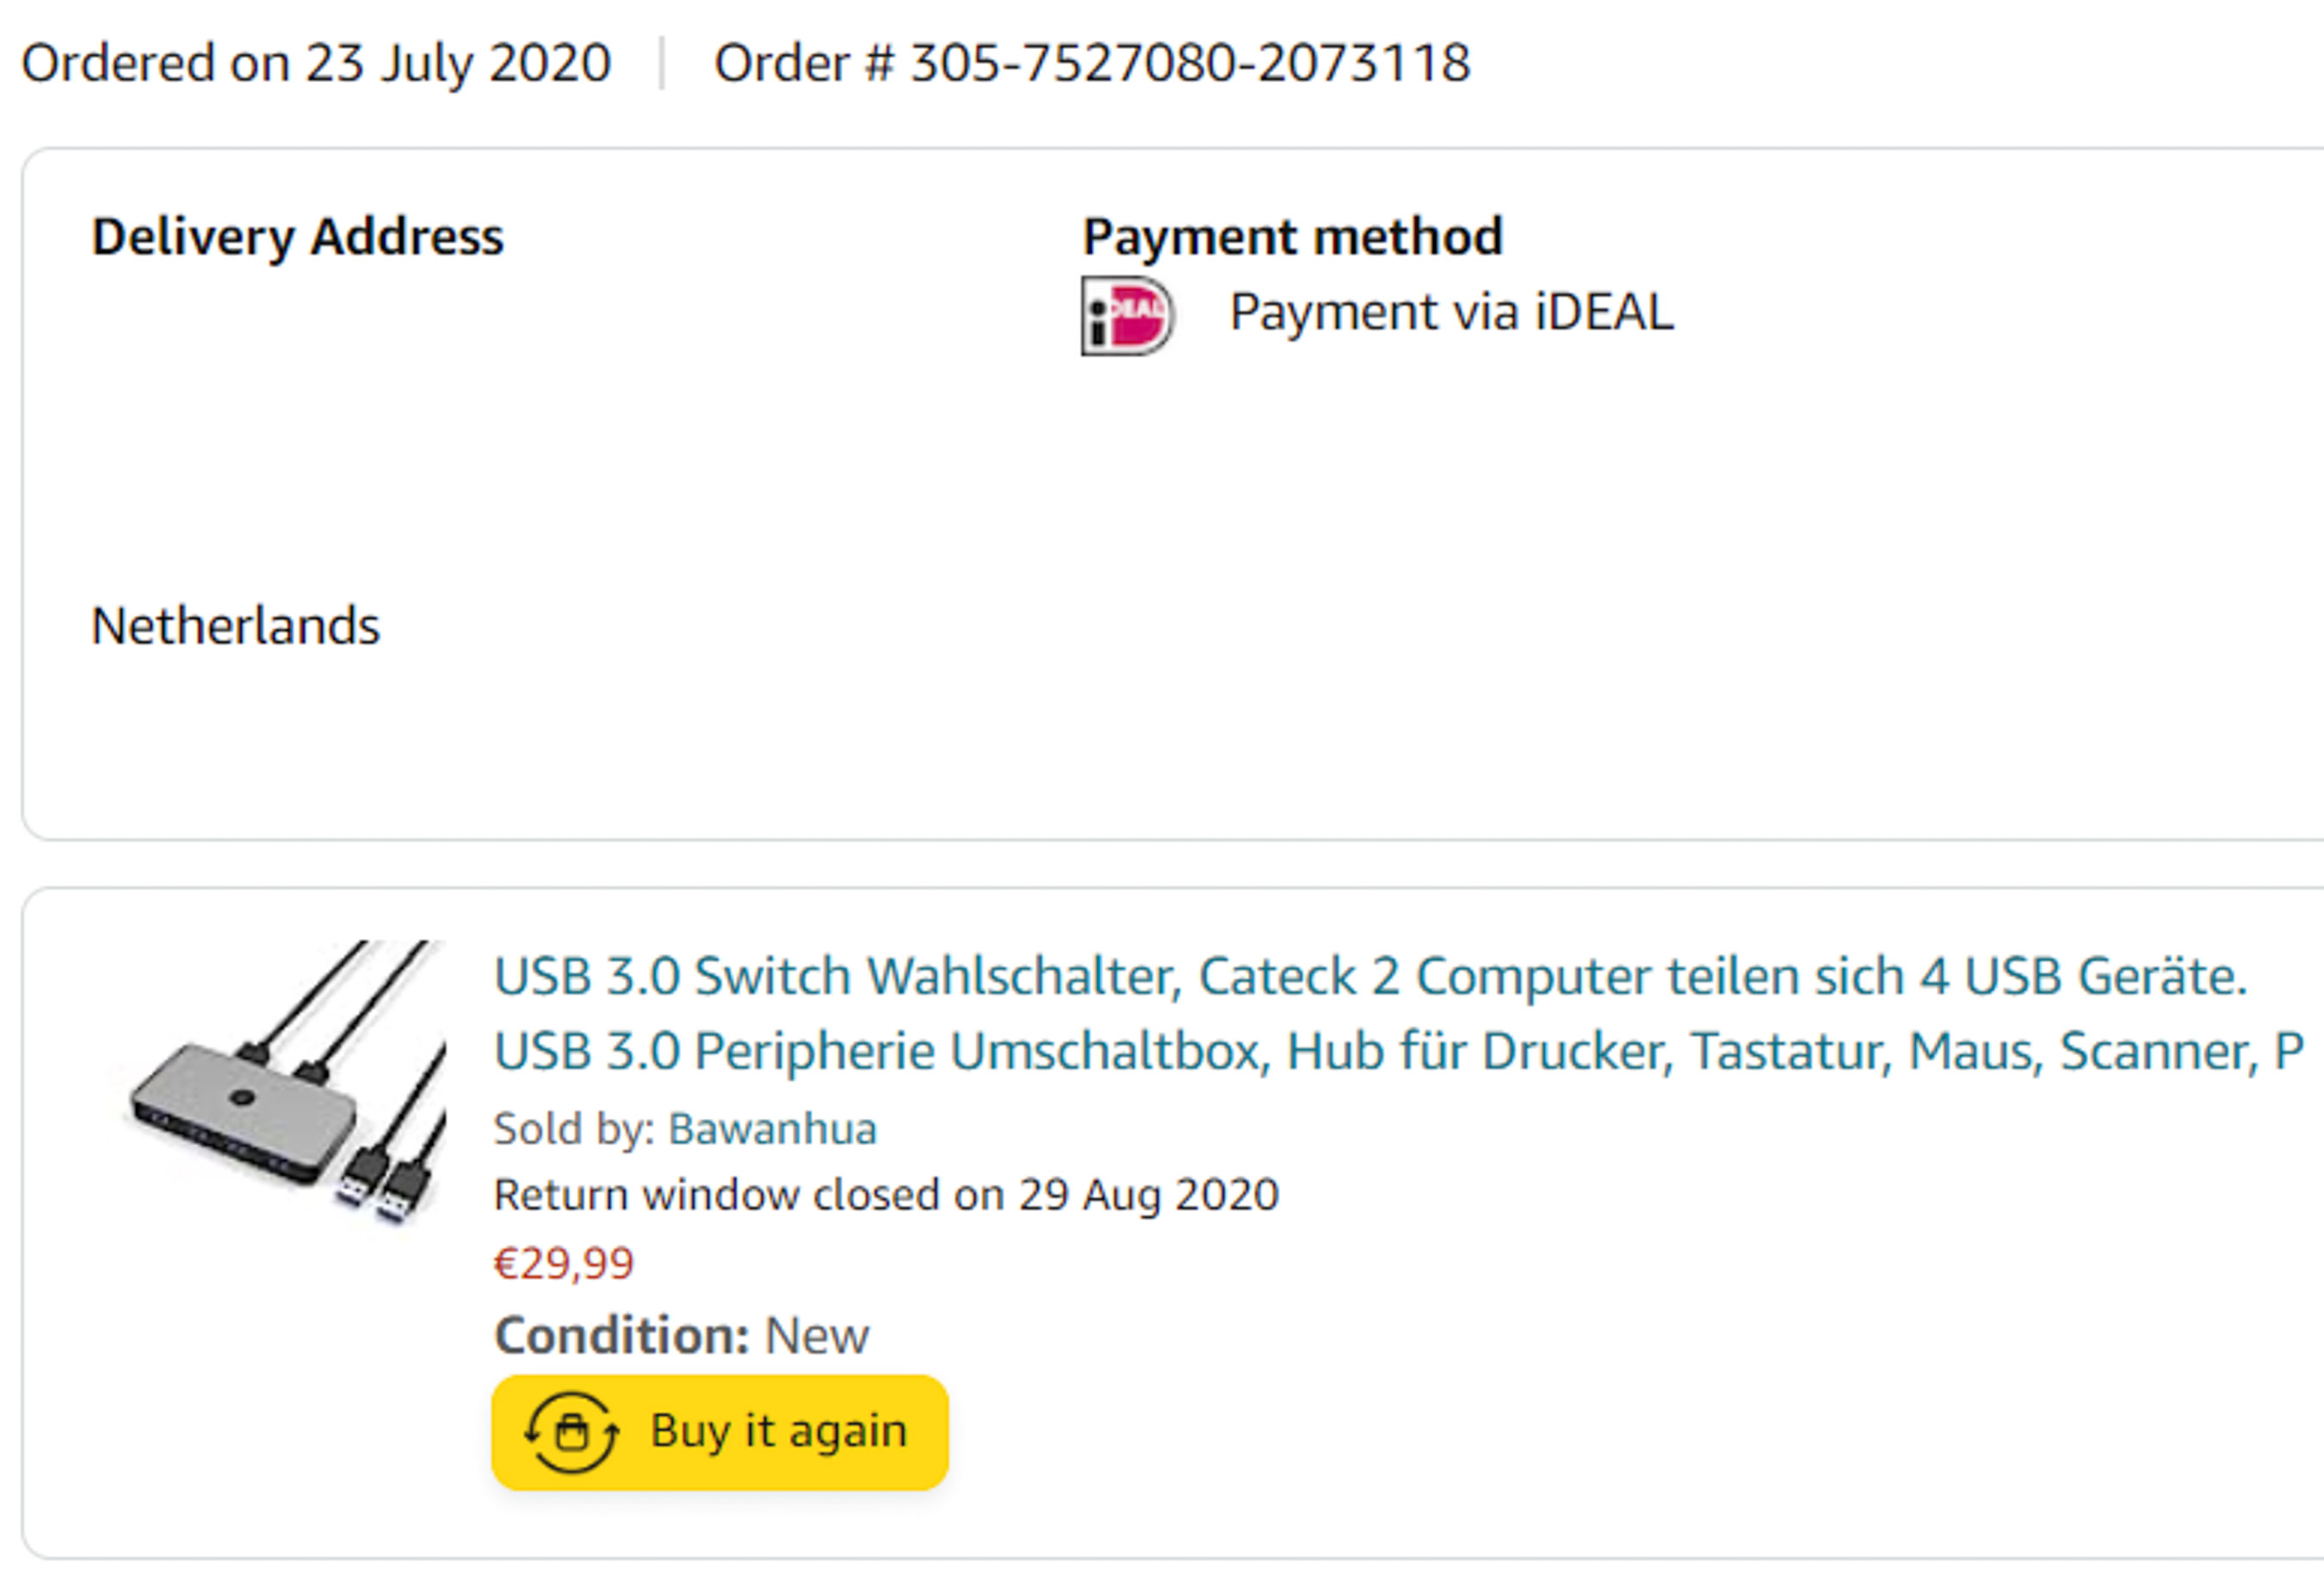 Ordered on 23 July 2020 Order # 305-7527080-2073118
Delivery Address
Payment method
iDEAL
Payment via iDEAL
Netherlands
USB 3.0 Switch Wahlschalter, Cateck 2 Computer teilen sich 4 USB Geräte.
USB 3.0 Peripherie Umschaltbox, Hub für Drucker, Tastatur, Maus, Scanner, P
Sold by: Bawanhua
Return window closed on 29 Aug 2020
€29,99
Condition: New
Buy it again